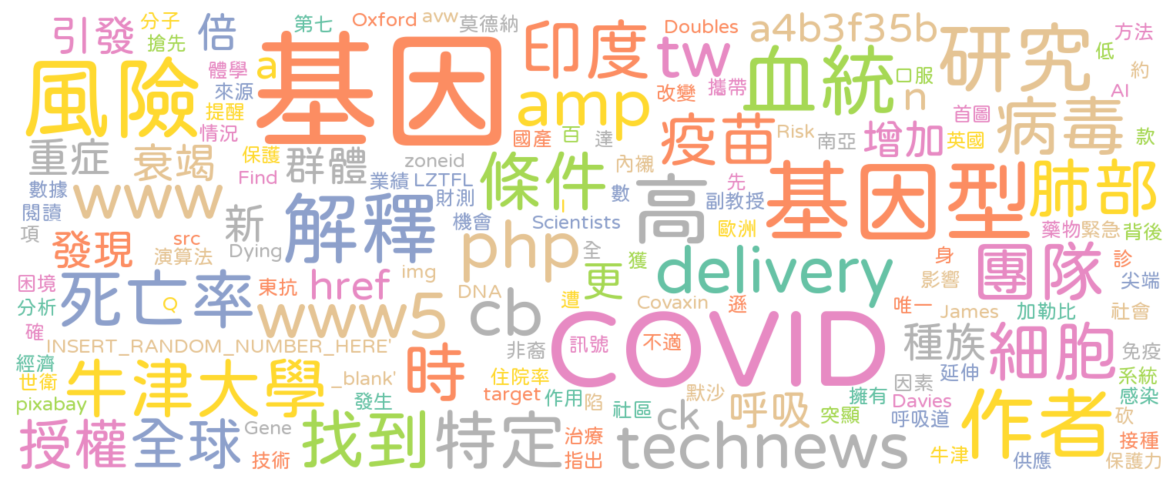 引發 分子 倍 第七 Oxford avw 莫德納 印度 Doubles a4b3f35b 研究 低 方法
搶先 a tw 口服 約
風險 基因 體學 來源 amp 改變 攜帶 血統 n AI
提醒 情況 國產 百 達 疫苗 Risk 南亞 增加 首圖 英國 病毒 款
重症 衰竭 保護 群體 zoneid 條件 內襯 先
數據 www Find 業績 LZTFL 財測 數 高 副教授 基因型 肺部
閱讀 新 解釋 機會 I Scientists 歐洲 藥物 緊急 背後
項 發現 src 演算法 Dying php 全 獲 身 團隊 診
困境 死亡率 href img 更 delivery 影響 尖端
分析 Q 東抗 DNA 遭 Covaxin 遜 唯一 加勒比 社會
確 www5 cb COVID James
INSERT_RANDOM_NUMBER_HERE' 非裔 訊號 不適 種族 細胞 免疫
經濟 牛津大學 _blank' 時 住院率 延伸 系統
世衛 target 作用 默沙 因素 擁有 感染
pixabay 發生 陷 社區 ck 呼吸 突顯 Davies 作者 砍
授權 全球 Gene 找到 特定 治療 technews 呼吸道 接種
技術 指出 牛津 供應 保護力